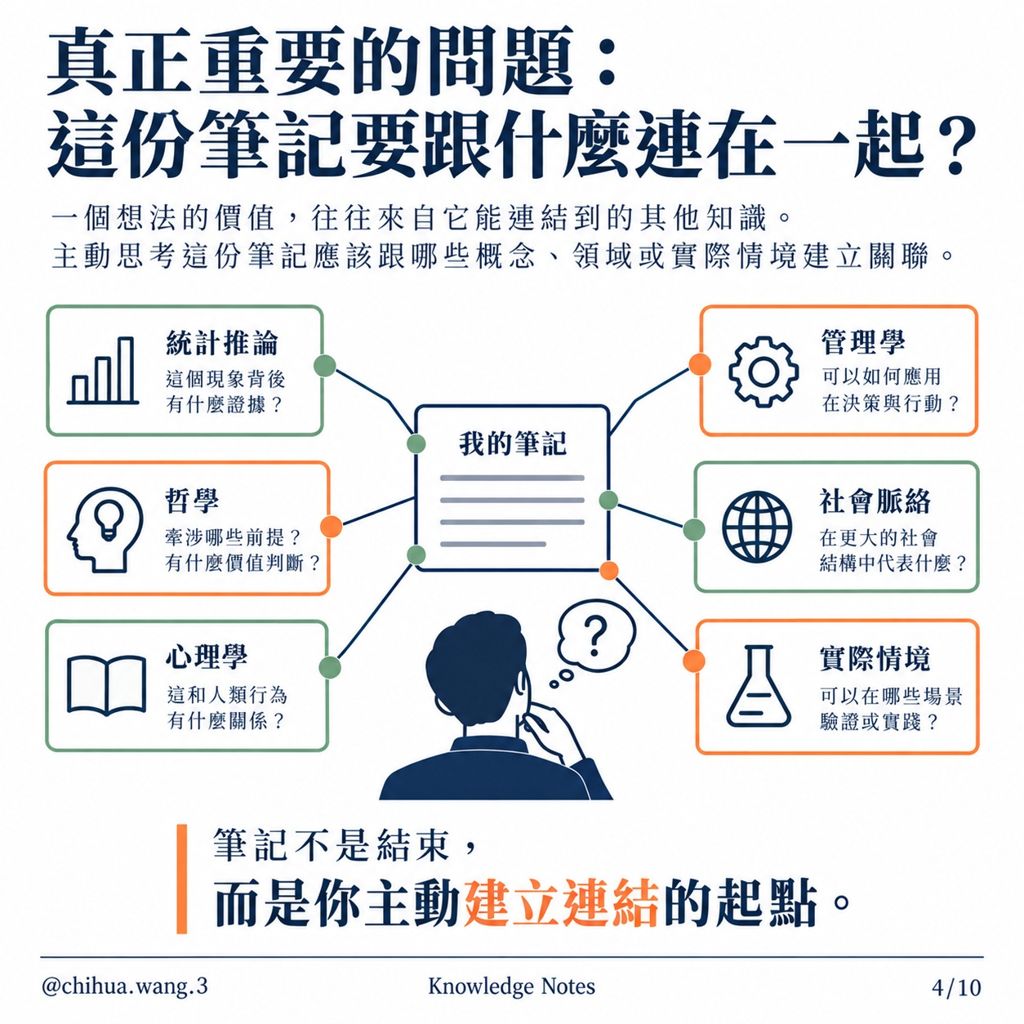 真正重要的問題：
這份筆記要跟什麼連在一起？
一個想法的價值，往往來自它能連結到的其他知識。
主動思考這份筆記應該跟哪些概念、領域或實際情境建立關聯。
統計推論
這個現象背後
有什麼證據？
哲學
牽涉哪些前提？
有什麼價值判斷？
心理學
這和人類行為
有什麼關係？
我的筆記
?
管理學
可以如何應用
在決策與行動？
社會脈絡
在更大的社會
結構中代表什麼？
實際情境
可以在哪些場景
驗證或實踐？
筆記不是結束，
而是你主動建立連結的起點。
@chihua.wang.3
Knowledge Notes
4/10